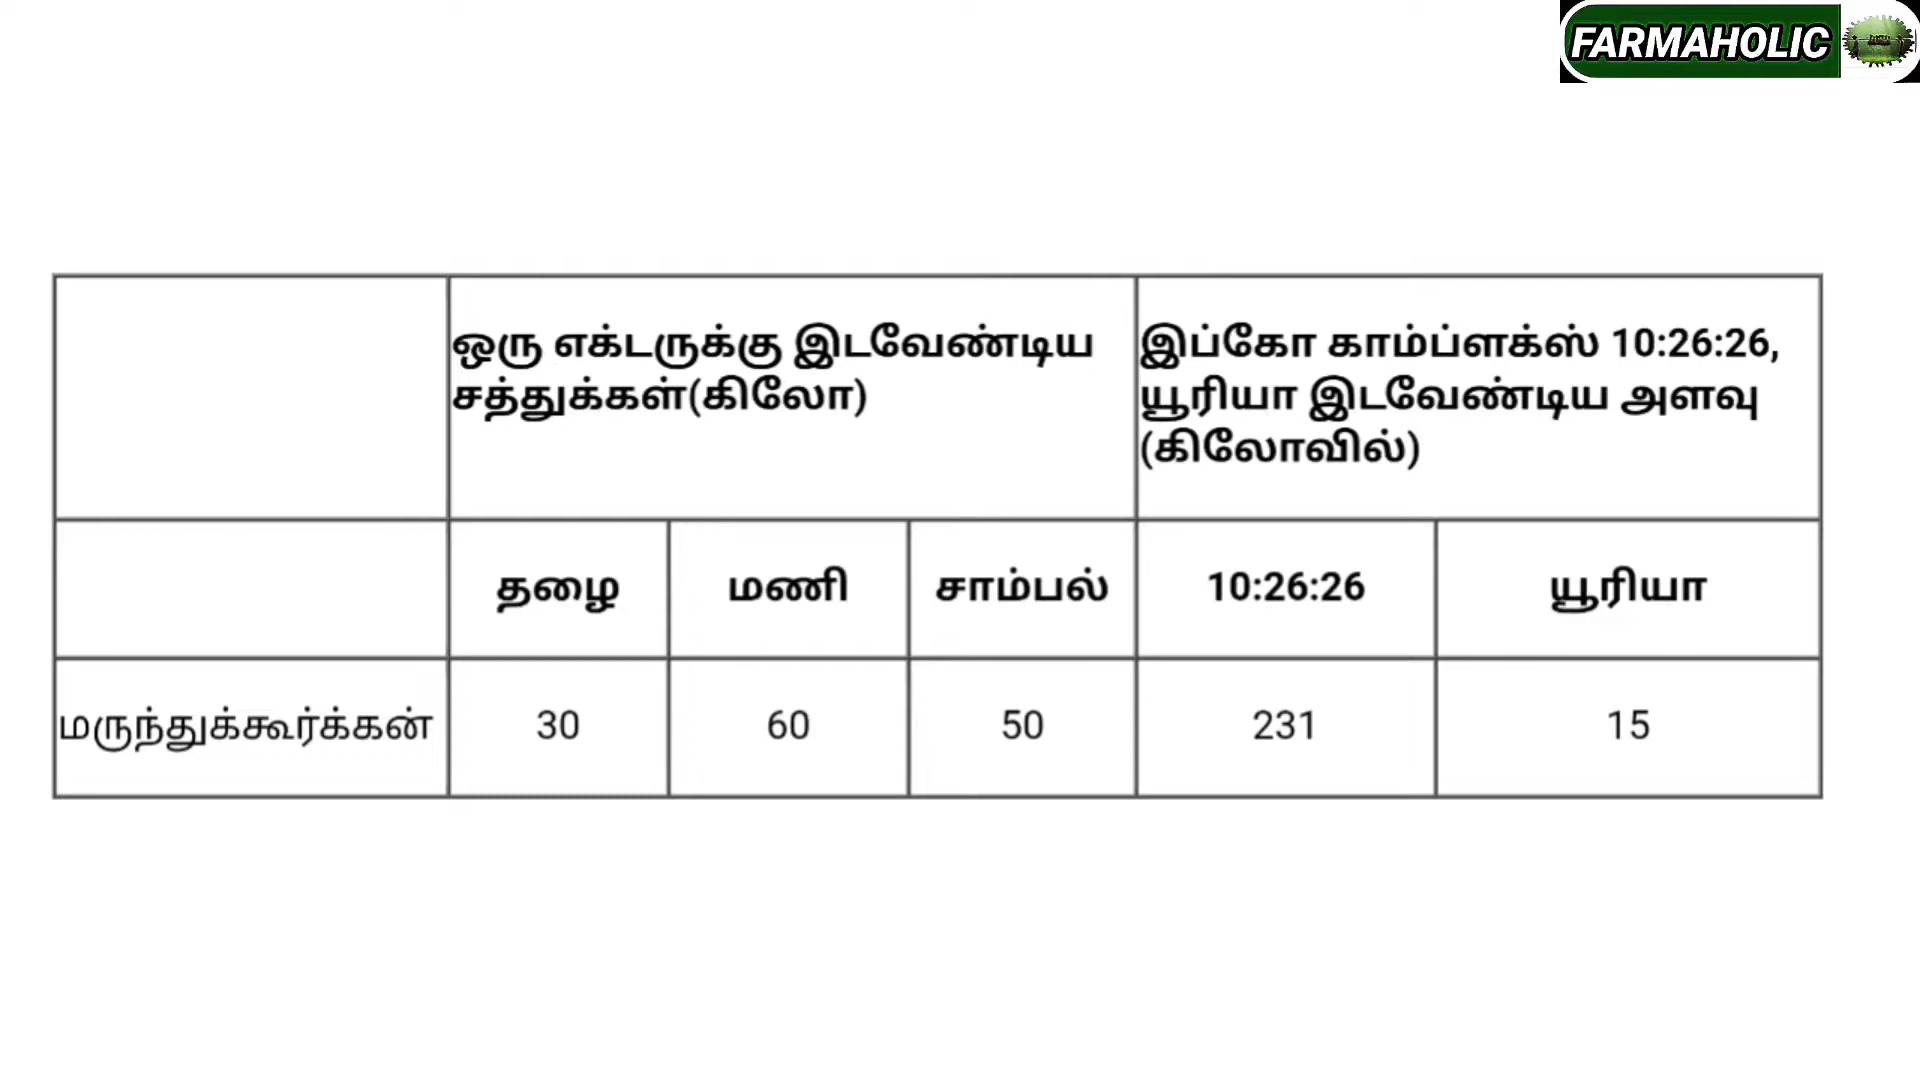 FARMAHOLIC
ஒரு எக்டருக்கு இடவேண்டிய
சத்துக்கள்(கிலோ)
இப்கோ காம்ப்ளக்ஸ் 10:26:26,
யூரியா இடவேண்டிய அளவு
(கிலோவில்)
தழை மணி சாம்பல் 10:26:26 யூரியா
மருந்துக்கூர்க்கன் 30 60 50 231 15